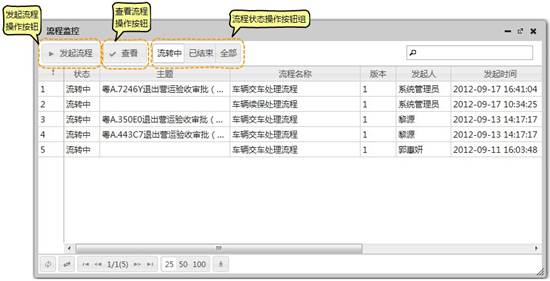 发起流程
操作按钮
查看流程
操作按钮
流程状态操作按钮组
流程监控
发起流程 查看 流转中 已结束 全部
状态 主题 流程名称 版本 发起人 发起时间
1 流转中 粤A.7246Y退出营运验收审批（... 车辆交车处理流程 1 系统管理员 2012-09-17 16:41:04
2 流转中 车辆续保处理流程 1 系统管理员 2012-09-17 10:34:25
3 流转中 粤A.350E0退出营运验收审批（... 车辆交车处理流程 1 黎源 2012-09-13 14:17:17
4 流转中 粤A.443C7退出营运验收审批（... 车辆交车处理流程 1 黎源 2012-09-13 14:17:17
5 流转中 车辆交车处理流程 1 郭惠妍 2012-09-11 16:03:48
1/1(5) 25 50 100